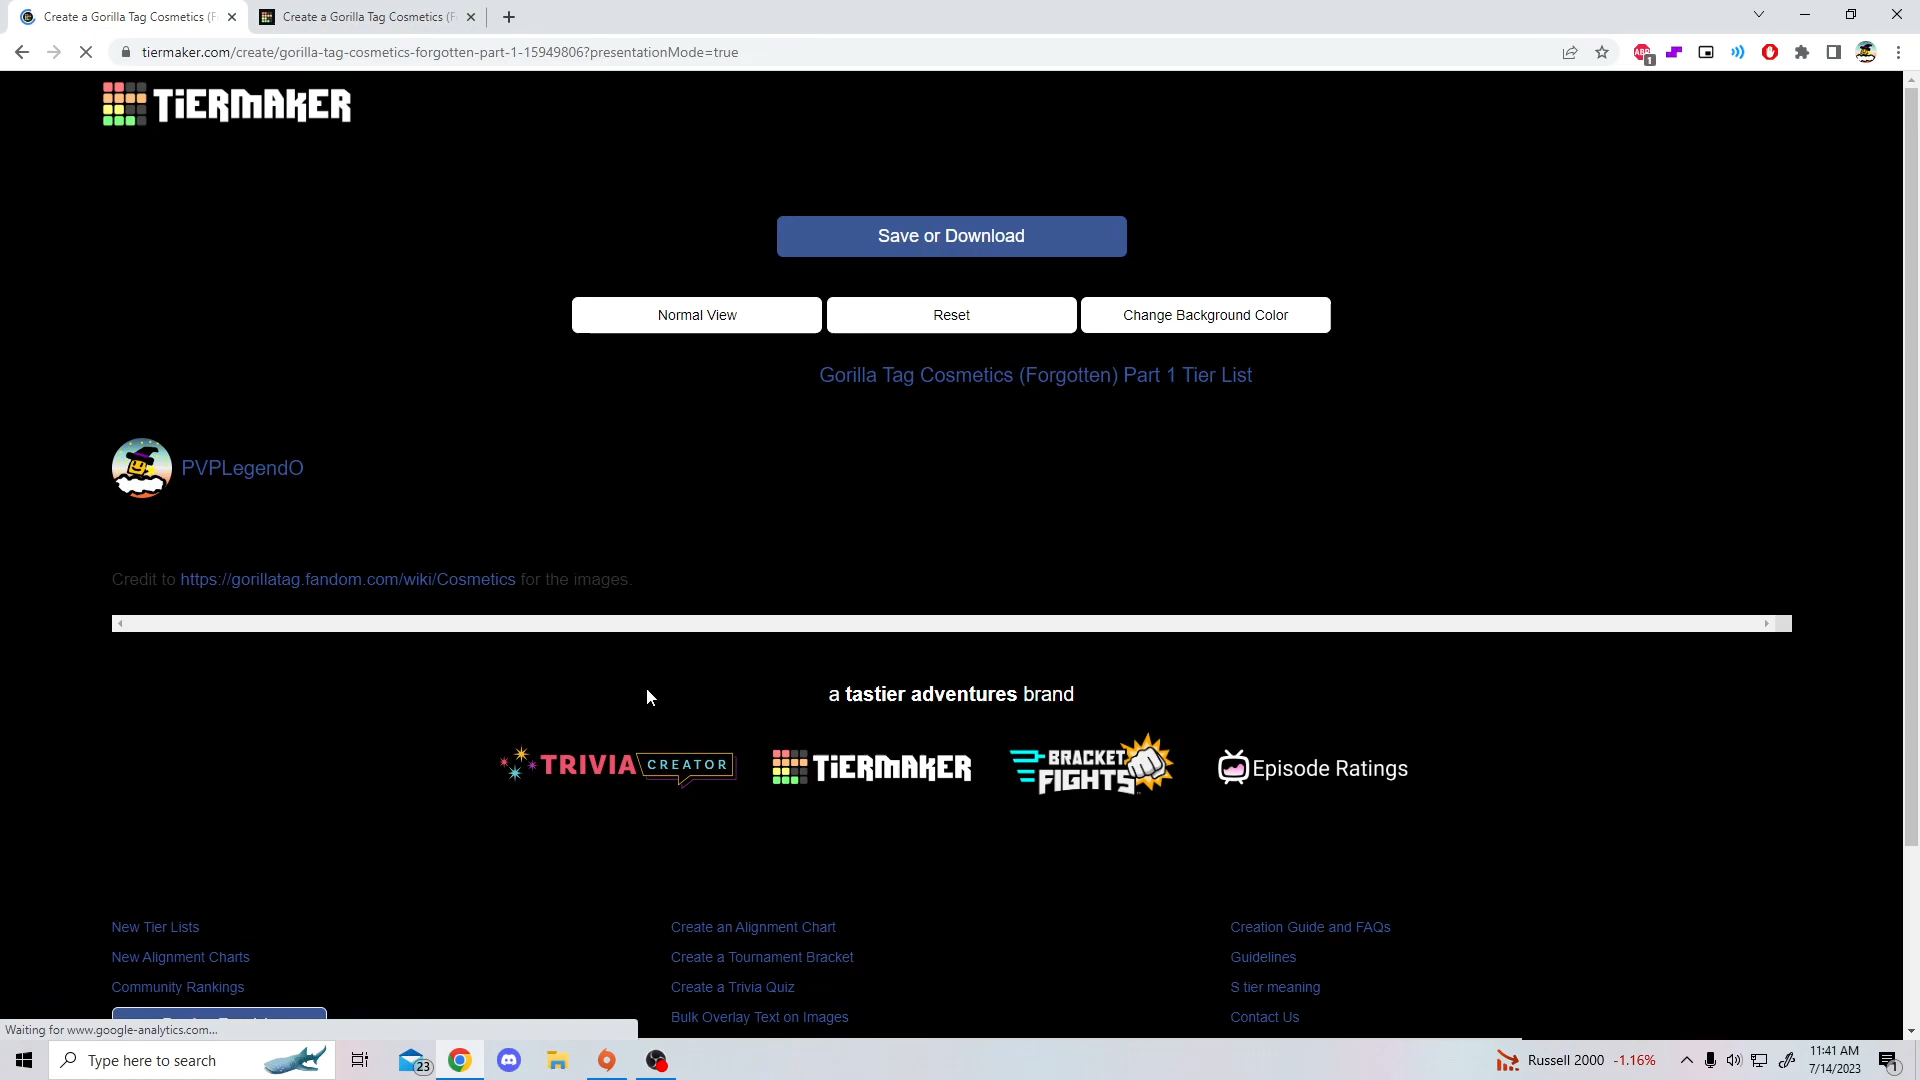 Create a Gorilla Tag Cosmetics (F
Create a Gorilla Tag Cosmetics (F
tiermaker.com/create/gorilla-tag-cosmetics-forgotten-part-1-15949806?presentationMode=true
ABP
1
TiERMAKER
Save or Download
Normal View
Reset
Change Background Color
Gorilla Tag Cosmetics (Forgotten) Part 1 Tier List
PVPLegendO
Credit to https://gorillatag.fandom.com/wiki/Cosmetics for the images.
a tastier adventures brand
TRIVIA CREATOR
TiERMAKER
BRACKET FIGHTS
Episode Ratings
New Tier Lists
Create an Alignment Chart
Creation Guide and FAQs
New Alignment Charts
Create a Tournament Bracket
Guidelines
Community Rankings
Create a Trivia Quiz
S tier meaning
Bulk Overlay Text on Images
Contact Us
Waiting for www.google-analytics.com...
Type here to search
23
Russell 2000 -1.16%
11:41 AM
7/14/2023
1